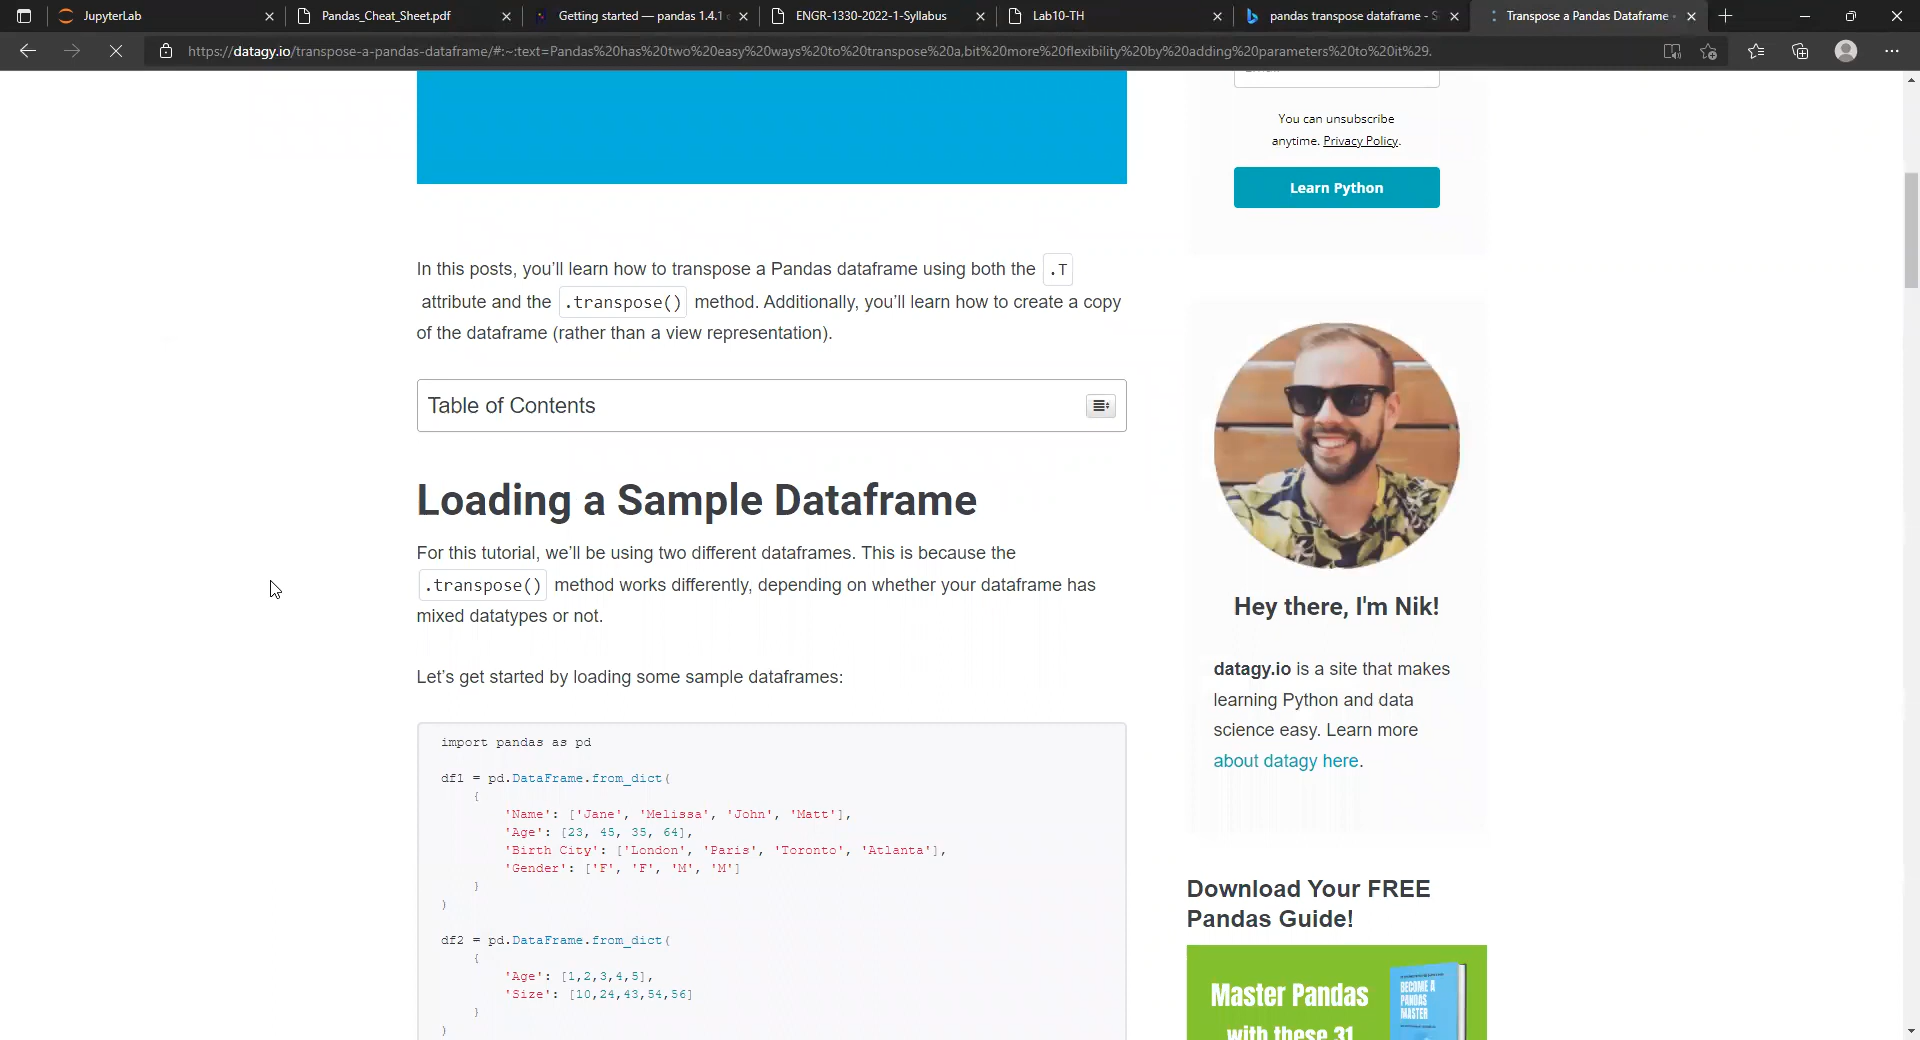 JupyterLab
Pandas_Cheat_Sheet.pdf
Getting started — pandas 1.4.1
ENGR-1330-2022-1-Syllabus
Lab10-TH
pandas transpose dataframe - S
Transpose a Pandas Dataframe
https://datagy.io/transpose-a-pandas-dataframe/#:~:text=Pandas%20has%20two%20easy%20ways%20to%20transpose%20a,bit%20more%20flexibility%20by%20adding%20parameters%20to%20it%29.
In this posts, you'll learn how to transpose a Pandas dataframe using both the .T
attribute and the .transpose() method. Additionally, you'll learn how to create a copy
of the dataframe (rather than a view representation).
Table of Contents
Loading a Sample Dataframe
For this tutorial, we'll be using two different dataframes. This is because the
.transpose() method works differently, depending on whether your dataframe has
mixed datatypes or not.
Let's get started by loading some sample dataframes:
import pandas as pd
df1 = pd.DataFrame.from_dict(
{
'Name': ['Jane', 'Melissa', 'John', 'Matt'],
'Age': [23, 45, 35, 64],
'Birth City': ['London', 'Paris', 'Toronto', 'Atlanta'],
'Gender': ['F', 'F', 'M', 'M']
}
)
df2 = pd.DataFrame.from_dict(
{
'Age': [1,2,3,4,5],
'Size': [10,24,43,54,56]
}
)
You can unsubscribe
anytime. Privacy Policy.
Learn Python
Hey there, I'm Nik!
datagy.io is a site that makes
learning Python and data
science easy. Learn more
about datagy here.
Download Your FREE
Pandas Guide!
Master Pandas
with these 31
BECOME A
PANDAS
MASTER